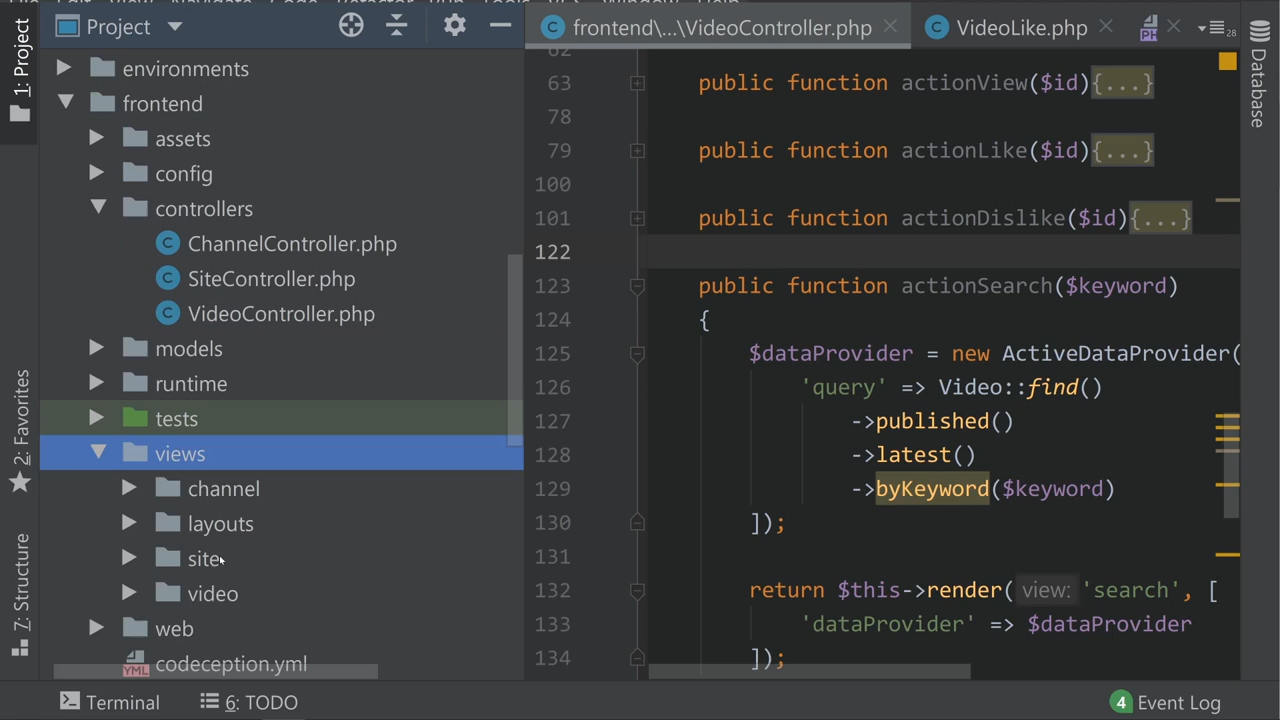 Project
frontend\...\VideoController.php
VideoLike.php
28
1: Project
2: Favorites
7: Structure
Database
environments
frontend
assets
config
controllers
ChannelController.php
SiteController.php
VideoController.php
models
runtime
tests
views
channel
layouts
site
video
web
codeception.yml
62
63 public function actionView($id){...}
78
79 public function actionLike($id){...}
100
101 public function actionDislike($id){...}
122
123 public function actionSearch($keyword)
124 {
125 $dataProvider = new ActiveDataProvider(
126 'query' => Video::find()
127 ->published()
128 ->latest()
129 ->byKeyword($keyword)
130 ]);
131
132 return $this->render( view: 'search', [
133 'dataProvider' => $dataProvider
134 ]);
Terminal
6: TODO
4 Event Log